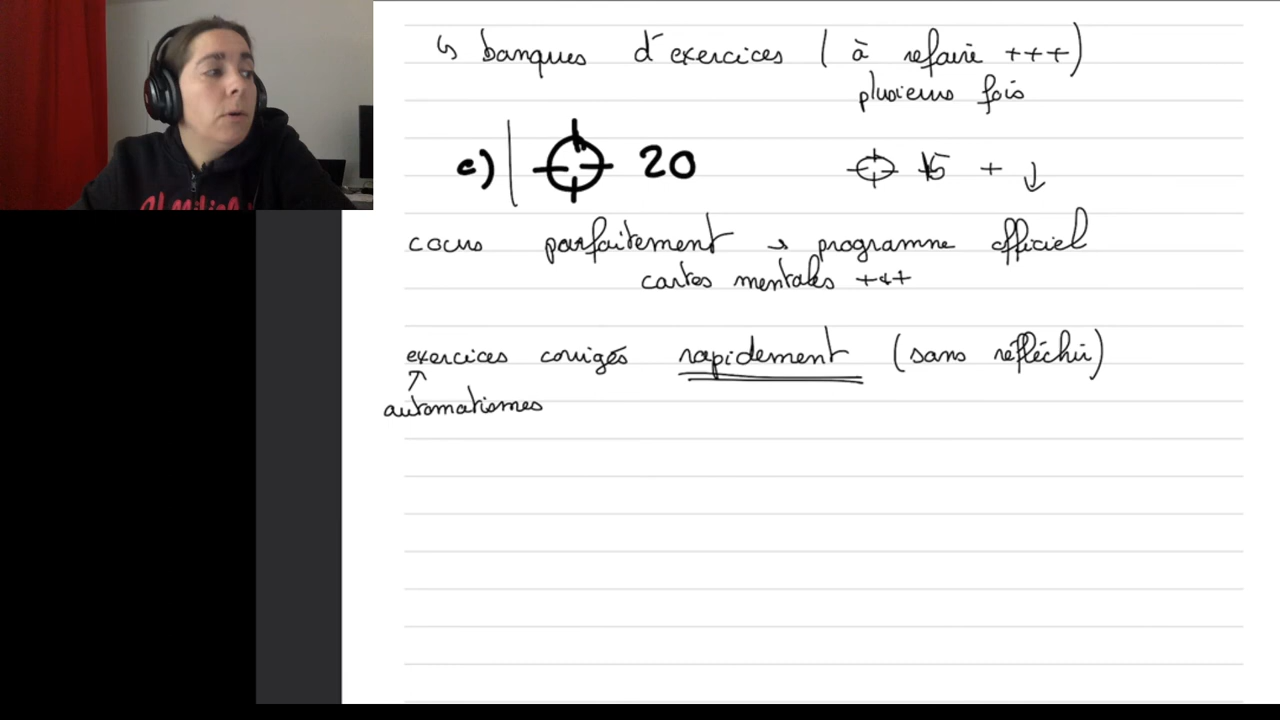 ↳ banques d'exercices (à refaire +++)
plusieurs fois
c) 20 15 + ↓
cours parfaitement → programme officiel
cartes mentales +++
exercices corrigés rapidement (sans réfléchir)
↑
automatismes